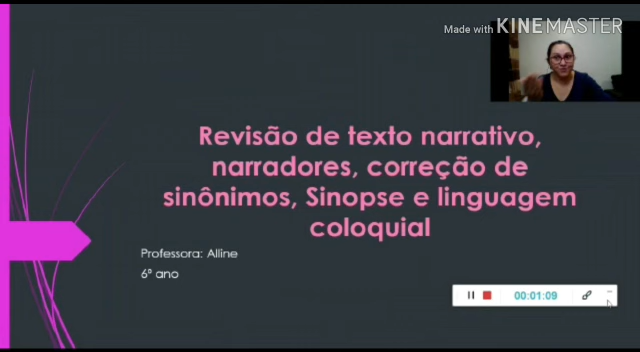 Made with KINEMASTER
Revisão de texto narrativo,
narradores, correção de
sinônimos, Sinopse e linguagem
coloquial
Professora: Alline
6º ano
00:01:09